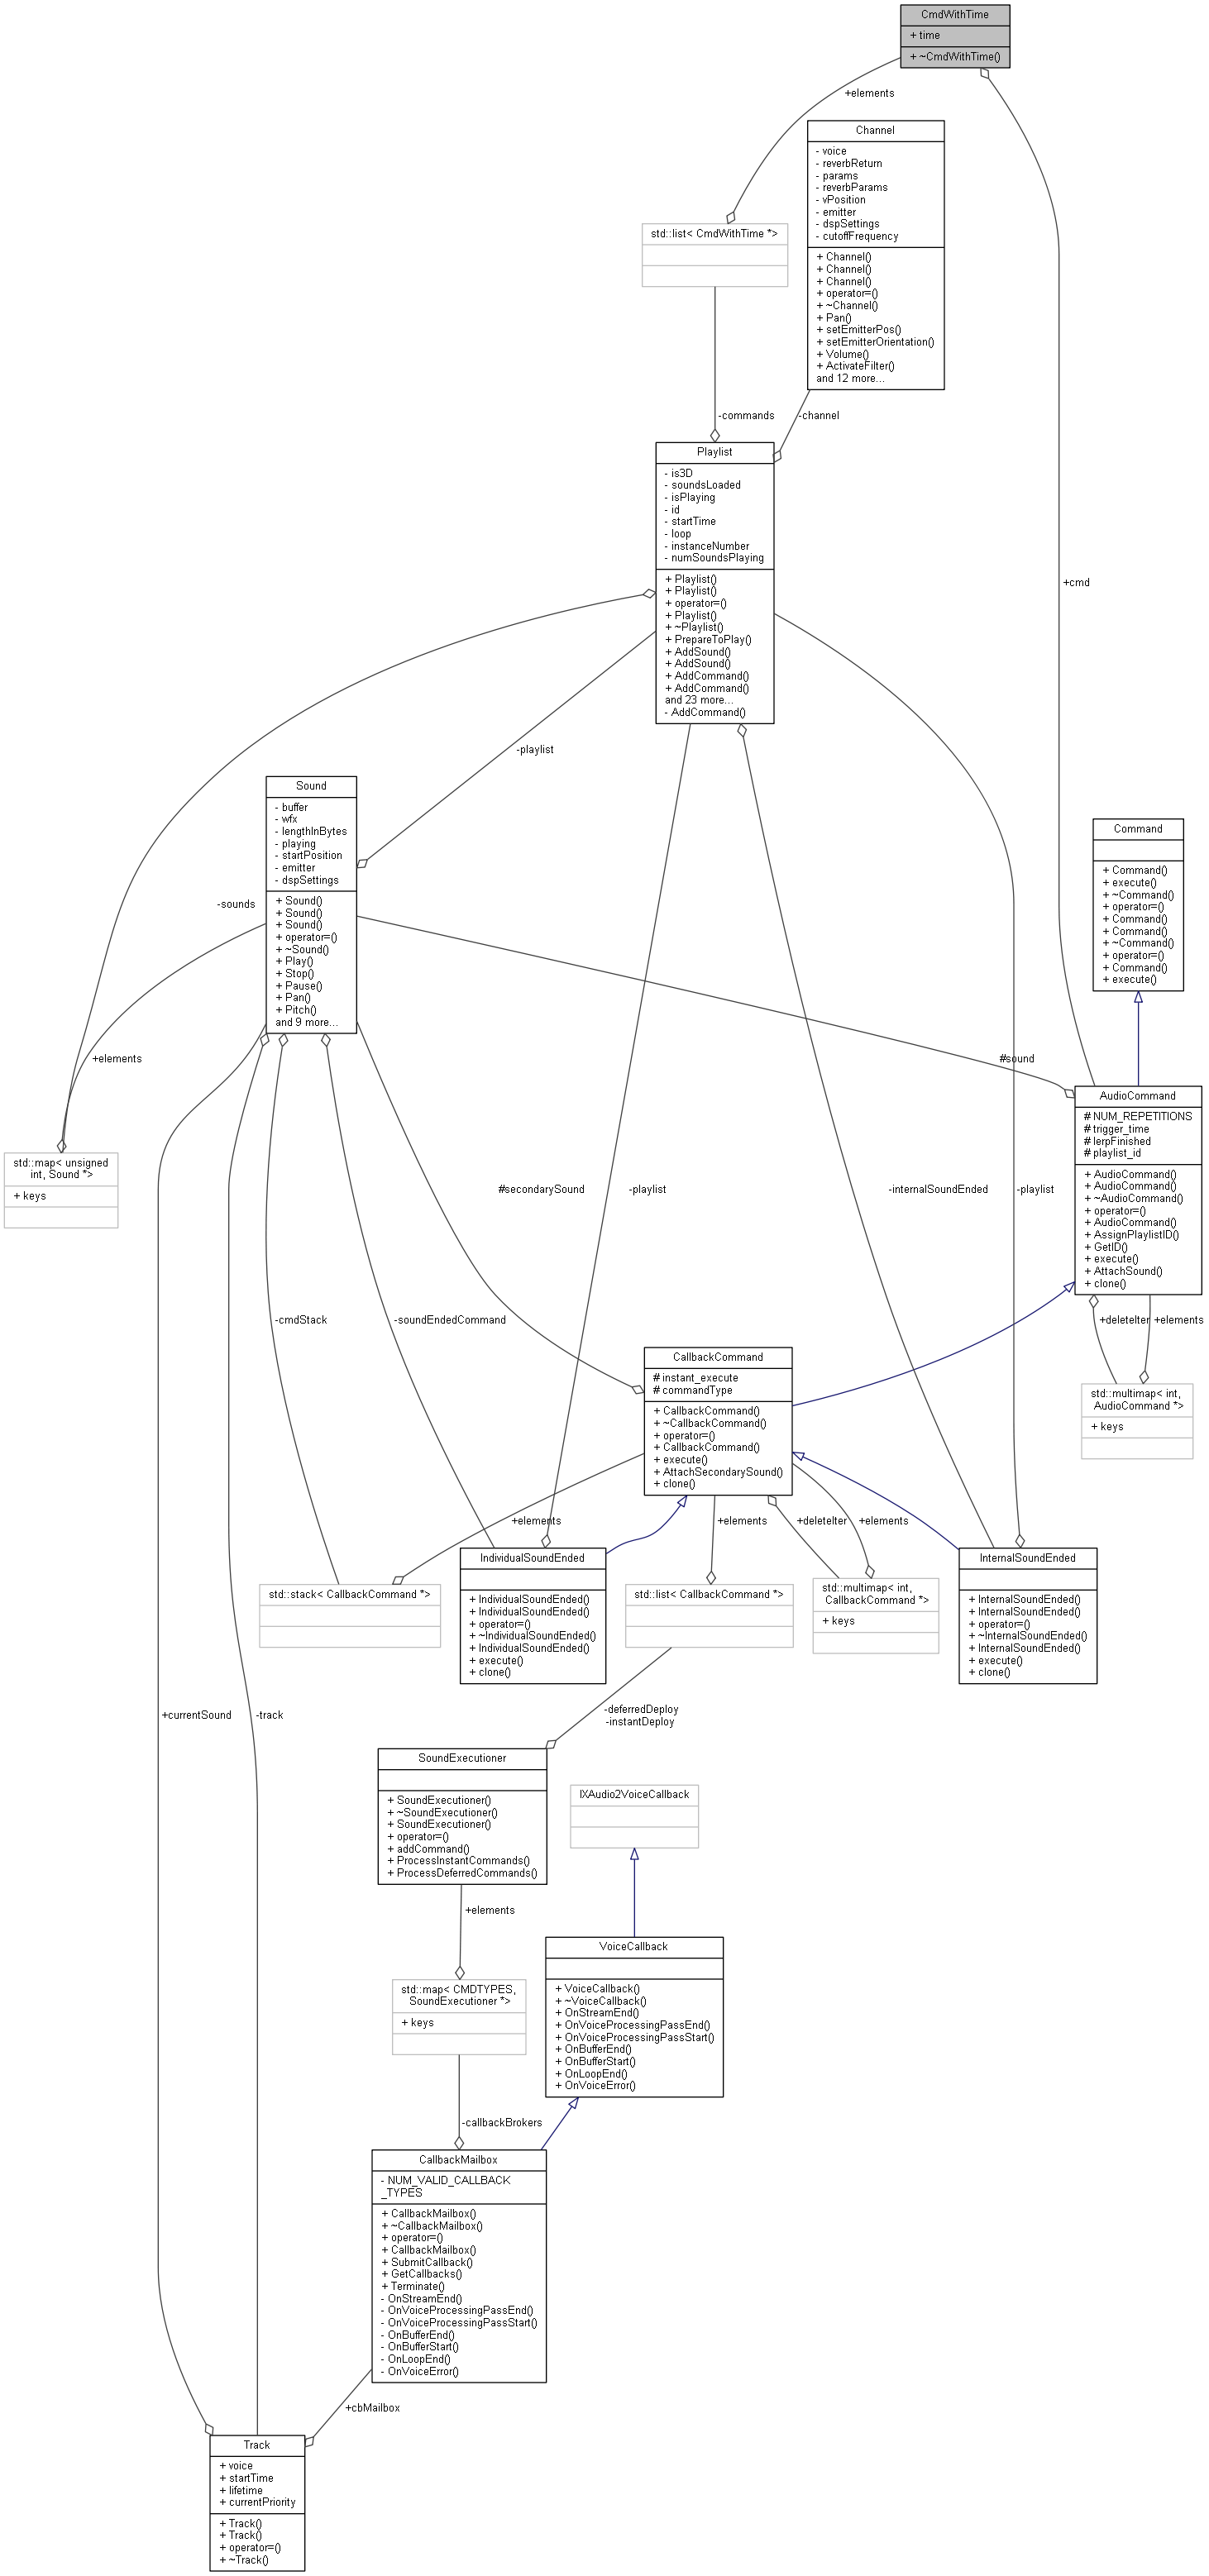 CmdWithTime
+ time
+ ~CmdWithTime()
+elements
Channel
- voice
- reverbReturn
- params
- reverbParams
- vPosition
- emitter
- dspSettings
- cutoffFrequency
+ Channel()
+ Channel()
+ Channel()
+ operator=()
+ ~Channel()
+ Pan()
+ setEmitterPos()
+ setEmitterOrientation()
+ Volume()
+ ActivateFilter()
and 12 more...
std::list< CmdWithTime *>
-commands
-channel
Playlist
- is3D
- soundsLoaded
- isPlaying
- id
- startTime
- loop
- instanceNumber
- numSoundsPlaying
+ Playlist()
+ Playlist()
+ operator=()
+ Playlist()
+ ~Playlist()
+ PrepareToPlay()
+ AddSound()
+ AddSound()
+ AddCommand()
+ AddCommand()
and 23 more...
- AddCommand()
+cmd
-playlist
Sound
- buffer
- wfx
- lengthInBytes
- playing
- startPosition
- emitter
- dspSettings
+ Sound()
+ Sound()
+ Sound()
+ operator=()
+ ~Sound()
+ Play()
+ Stop()
+ Pause()
+ Pan()
+ Pitch()
and 9 more...
Command
+ Command()
+ execute()
+ ~Command()
+ operator=()
+ Command()
+ Command()
+ ~Command()
+ operator=()
+ Command()
+ execute()
-sounds
+elements
#sound
std::map< unsigned
int, Sound *>
+ keys
AudioCommand
# NUM_REPETITIONS
# trigger_time
# lerpFinished
# playlist_id
+ AudioCommand()
+ AudioCommand()
+ ~AudioCommand()
+ operator=()
+ AudioCommand()
+ AssignPlaylistID()
+ GetID()
+ execute()
+ AttachSound()
+ clone()
#secondarySound
-playlist
-internalSoundEnded
-playlist
-cmdStack
-soundEndedCommand
+deleteIter
+elements
CallbackCommand
# instant_execute
# commandType
+ CallbackCommand()
+ ~CallbackCommand()
+ operator=()
+ CallbackCommand()
+ execute()
+ AttachSecondarySound()
+ clone()
std::multimap< int,
AudioCommand *>
+ keys
+elements
+elements
+deleteIter
+elements
std::stack< CallbackCommand *>
IndividualSoundEnded
+ IndividualSoundEnded()
+ IndividualSoundEnded()
+ operator=()
+ ~IndividualSoundEnded()
+ IndividualSoundEnded()
+ execute()
+ clone()
std::list< CallbackCommand *>
std::multimap< int,
CallbackCommand *>
+ keys
InternalSoundEnded
+ InternalSoundEnded()
+ InternalSoundEnded()
+ operator=()
+ ~InternalSoundEnded()
+ InternalSoundEnded()
+ execute()
+ clone()
+currentSound
-track
-deferredDeploy
-instantDeploy
SoundExecutioner
+ SoundExecutioner()
+ ~SoundExecutioner()
+ SoundExecutioner()
+ operator=()
+ addCommand()
+ ProcessInstantCommands()
+ ProcessDeferredCommands()
IXAudio2VoiceCallback
+elements
VoiceCallback
+ VoiceCallback()
+ ~VoiceCallback()
+ OnStreamEnd()
+ OnVoiceProcessingPassEnd()
+ OnVoiceProcessingPassStart()
+ OnBufferEnd()
+ OnBufferStart()
+ OnLoopEnd()
+ OnVoiceError()
std::map< CMDTYPES,
SoundExecutioner *>
+ keys
-callbackBrokers
CallbackMailbox
- NUM_VALID_CALLBACK
_TYPES
+ CallbackMailbox()
+ ~CallbackMailbox()
+ operator=()
+ CallbackMailbox()
+ SubmitCallback()
+ GetCallbacks()
+ Terminate()
- OnStreamEnd()
- OnVoiceProcessingPassEnd()
- OnVoiceProcessingPassStart()
- OnBufferEnd()
- OnBufferStart()
- OnLoopEnd()
- OnVoiceError()
+cbMailbox
Track
+ voice
+ startTime
+ lifetime
+ currentPriority
+ Track()
+ Track()
+ operator=()
+ ~Track()